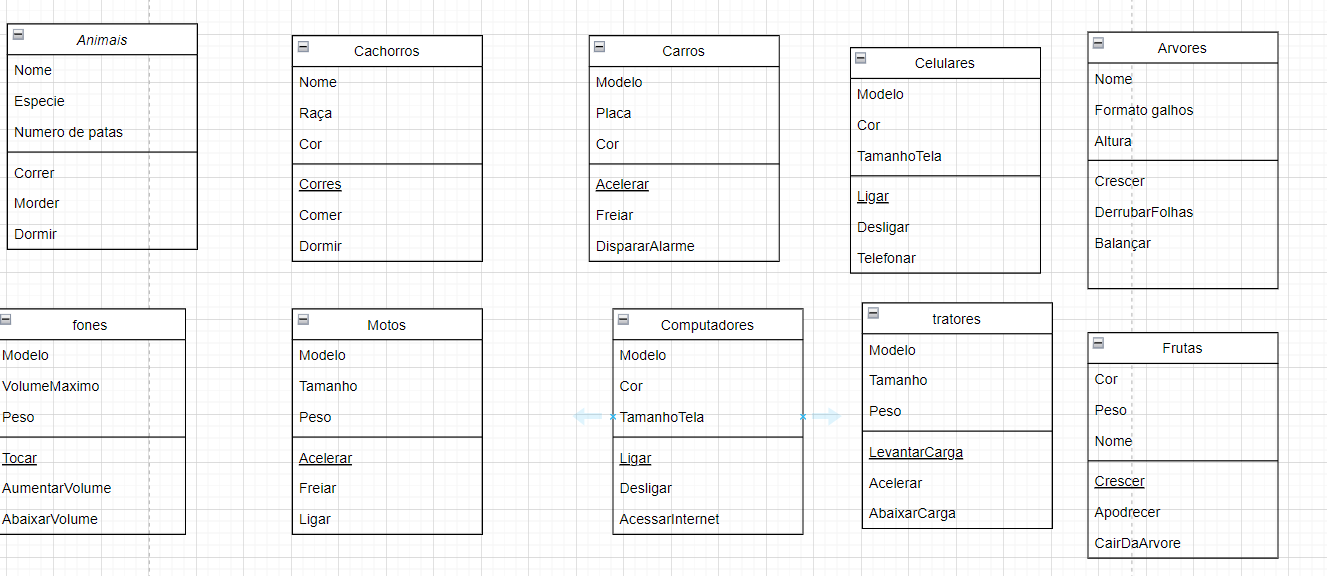 Animais
Nome
Especie
Numero de patas
Correr
Morder
Dormir
Cachorros
Nome
Raça
Cor
Corres
Comer
Dormir
Carros
Modelo
Placa
Cor
Acelerar
Freiar
DispararAlarme
Celulares
Modelo
Cor
TamanhoTela
Ligar
Desligar
Telefonar
Arvores
Nome
Formato galhos
Altura
Crescer
DerrubarFolhas
Balançar
fones
Modelo
VolumeMaximo
Peso
Tocar
AumentarVolume
AbaixarVolume
Motos
Modelo
Tamanho
Peso
Acelerar
Freiar
Ligar
Computadores
Modelo
Cor
TamanhoTela
Ligar
Desligar
AcessarInternet
tratores
Modelo
Tamanho
Peso
LevantarCarga
Acelerar
AbaixarCarga
Frutas
Cor
Peso
Nome
Crescer
Apodrecer
CairDaArvore